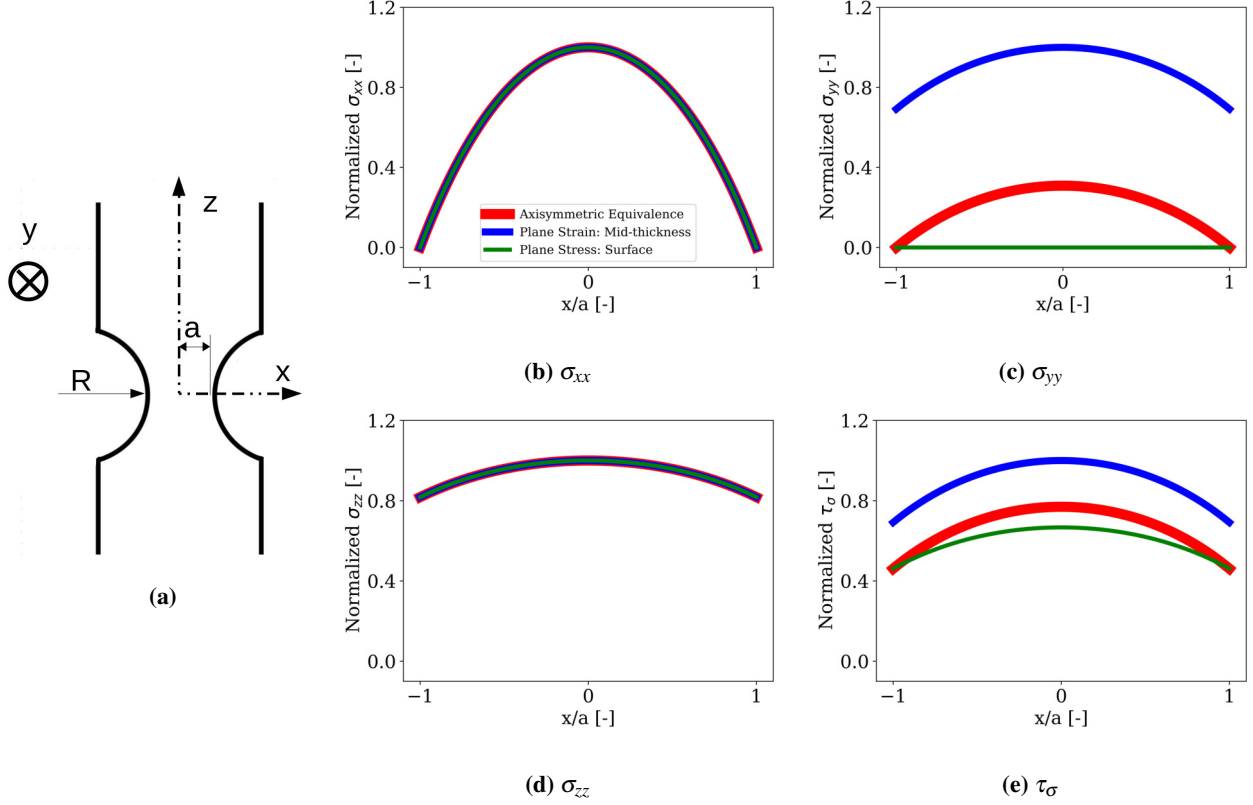 y
z
a
R
x
(a)
Normalized σxx [-]
1.2
0.8
0.4
0.0
Axisymmetric Equivalence
Plane Strain: Mid-thickness
Plane Stress: Surface
−1
0
1
x/a [-]
(b) σxx
Normalized σyy [-]
1.2
0.8
0.4
0.0
−1
0
1
x/a [-]
(c) σyy
Normalized σzz [-]
1.2
0.8
0.4
0.0
−1
0
1
x/a [-]
(d) σzz
Normalized τσ [-]
1.2
0.8
0.4
0.0
−1
0
1
x/a [-]
(e) τσ